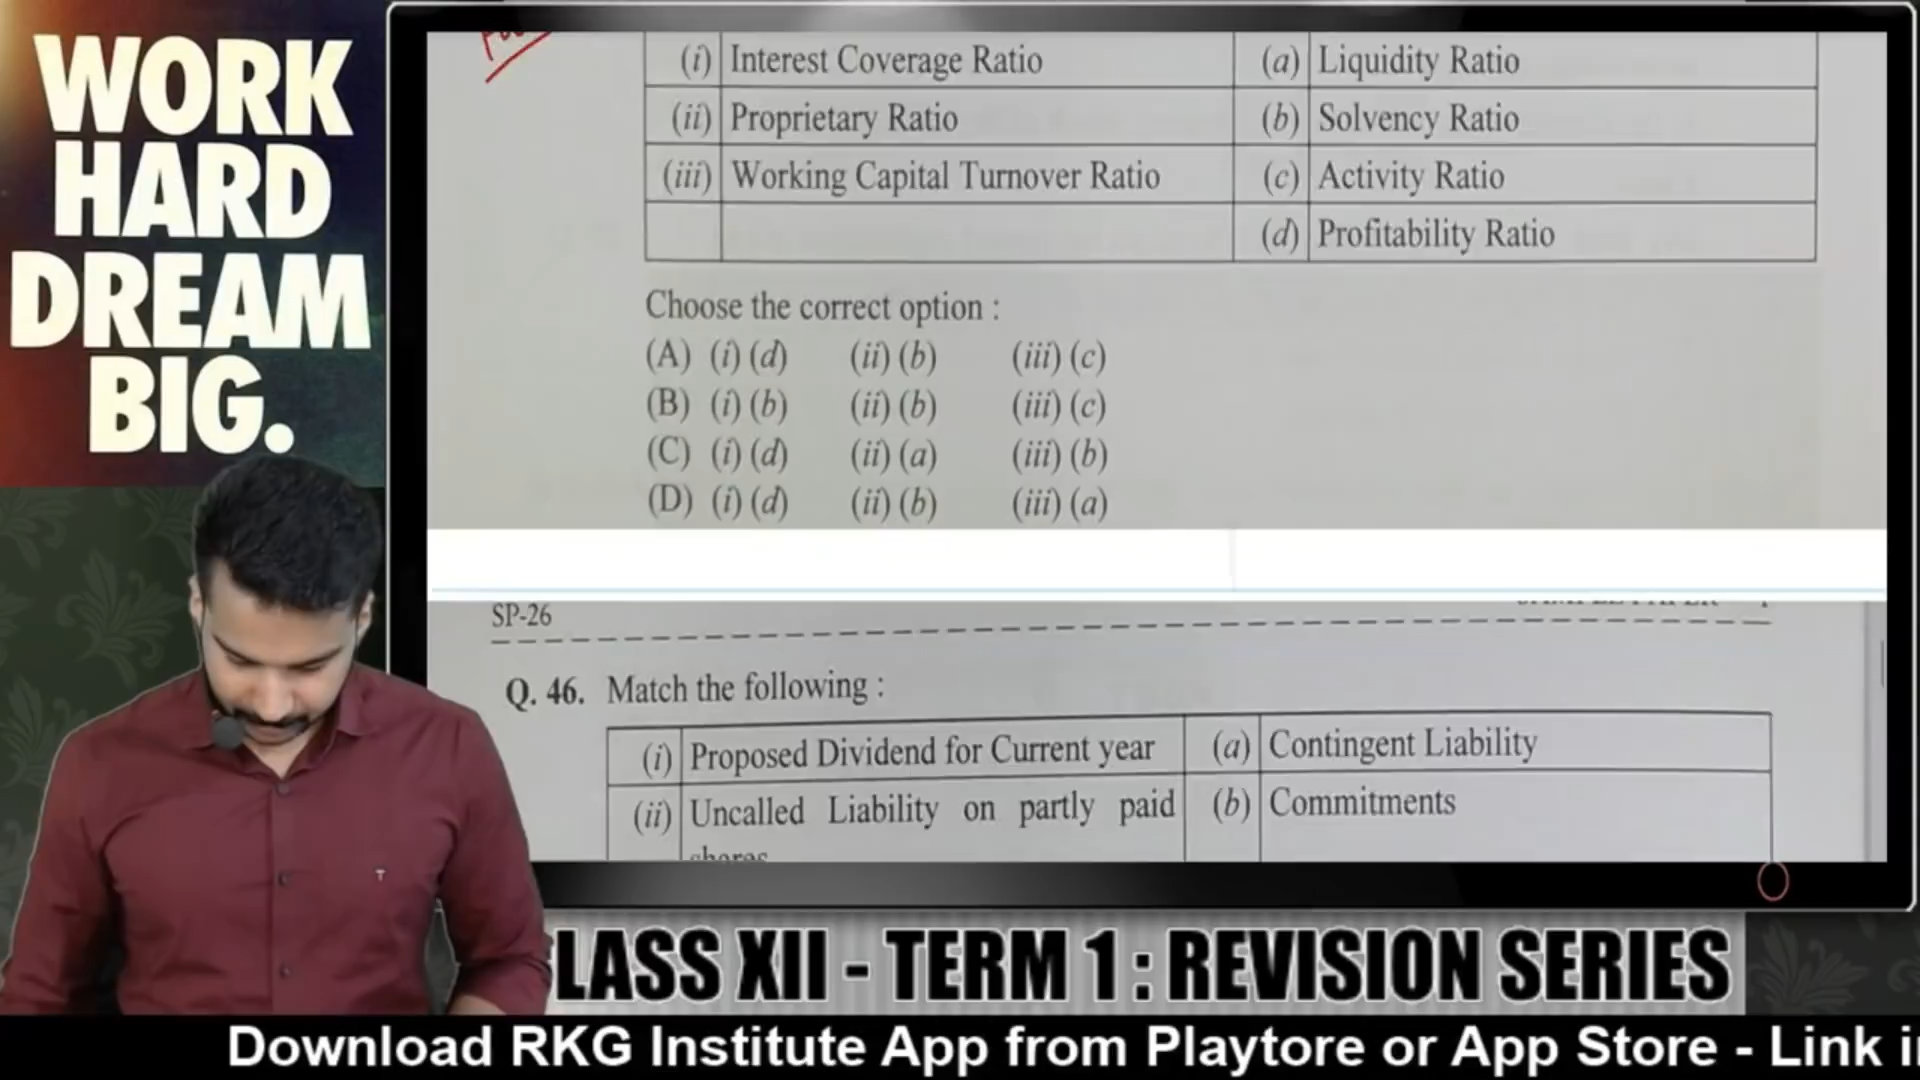 WORK
HARD
DREAM
BIG.
(i) Interest Coverage Ratio (a) Liquidity Ratio
(ii) Proprietary Ratio (b) Solvency Ratio
(iii) Working Capital Turnover Ratio (c) Activity Ratio
(d) Profitability Ratio
Choose the correct option :
(A) (i) (d) (ii) (b) (iii) (c)
(B) (i) (b) (ii) (b) (iii) (c)
(C) (i) (d) (ii) (a) (iii) (b)
(D) (i) (d) (ii) (b) (iii) (a)
SP-26
Q. 46. Match the following :
(i) Proposed Dividend for Current year (a) Contingent Liability
(ii) Uncalled Liability on partly paid (b) Commitments
shares
LASS XII - TERM 1 : REVISION SERIES
Download RKG Institute App from Playtore or App Store - Link i